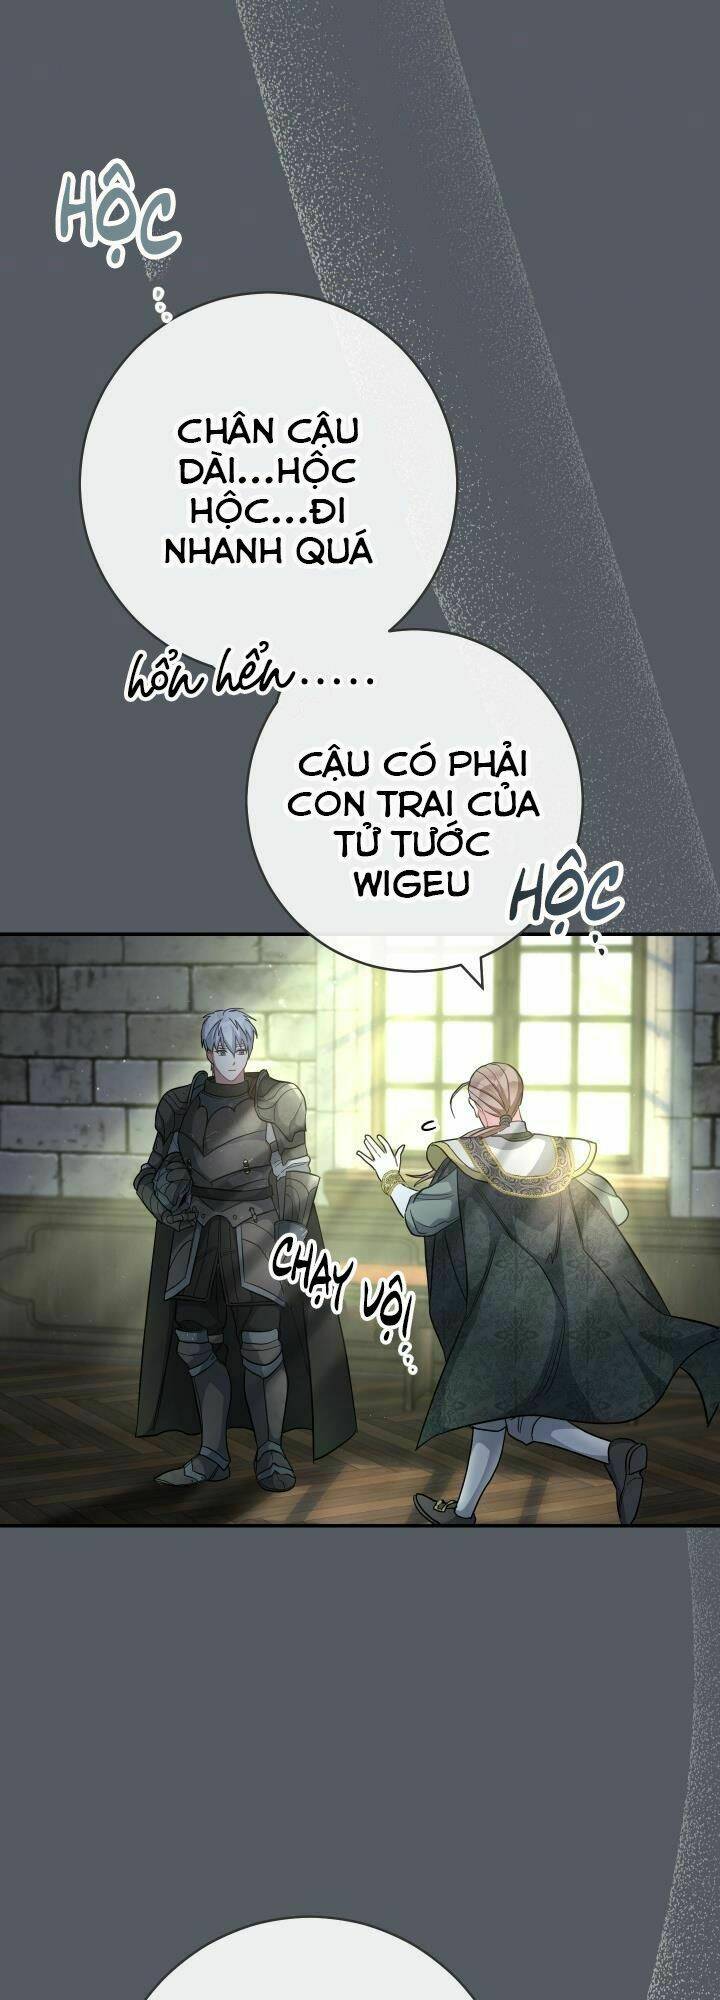 HỘC
CHÂN CẬU
DÀI...HỘC
HỘC...ĐI
NHANH QUÁ
hổn hển.....
CẬU CÓ PHẢI
CON TRAI CỦA
TỬ TƯỚC
WIGEU
HỘC
CHẠY VỘI